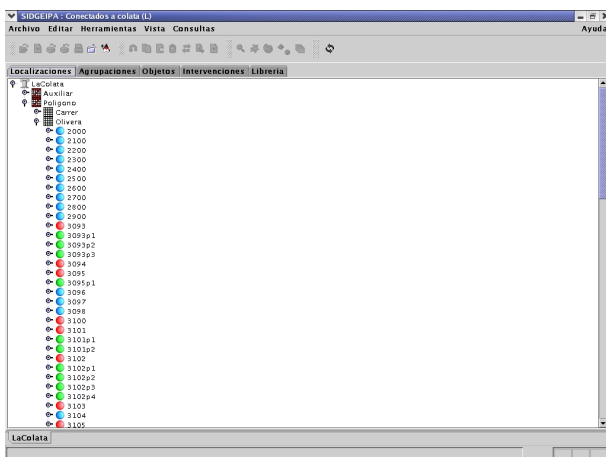 SIDGEIPA : Conectados a colata (L)
Archivo Editar Herramientas Vista Consultas Ayuda
Localizaciones Agrupaciones Objetos Intervenciones Libreria
LaColata
Auxiliar
Poligono
Carrer
Olivera
2000
2100
2200
2300
2400
2500
2600
2700
2800
2900
3093
3093p1
3093p2
3093p3
3094
3095
3095p1
3096
3097
3098
3100
3101
3101p1
3101p2
3102
3102p1
3102p2
3102p3
3102p4
3103
3104
3105
LaColata